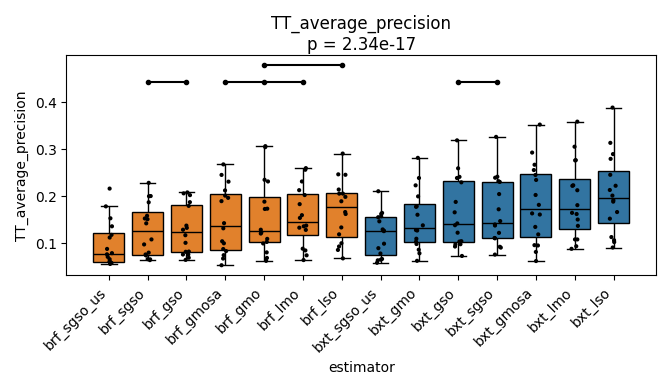 TT_average_precision
p = 2.34e-17
TT_average_precision
0.4
0.3
0.2
0.1
brf_sgso_us
brf_sgso
brf_gso
brf_gmosa
brf_gmo
brf_lmo
brf_lso
bxt_sgso_us
bxt_gmo
bxt_gso
bxt_sgso
bxt_gmosa
bxt_lmo
bxt_lso
estimator